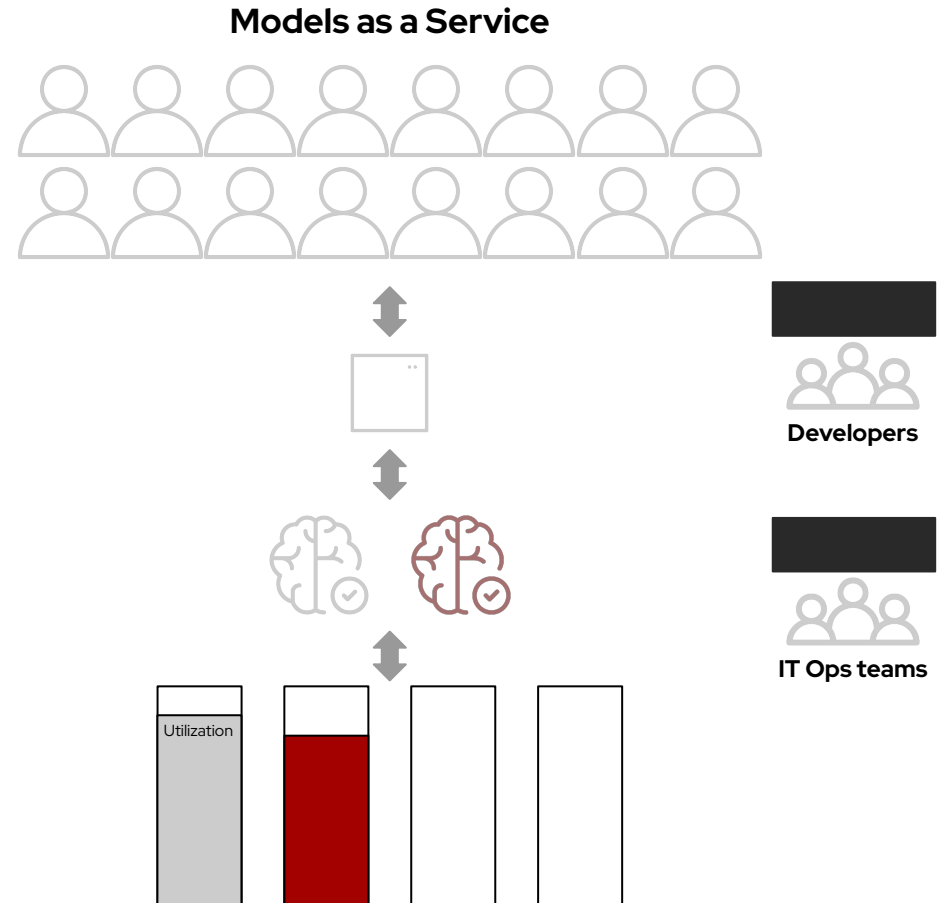 Models as a Service
Developers
IT Ops teams
Utilization